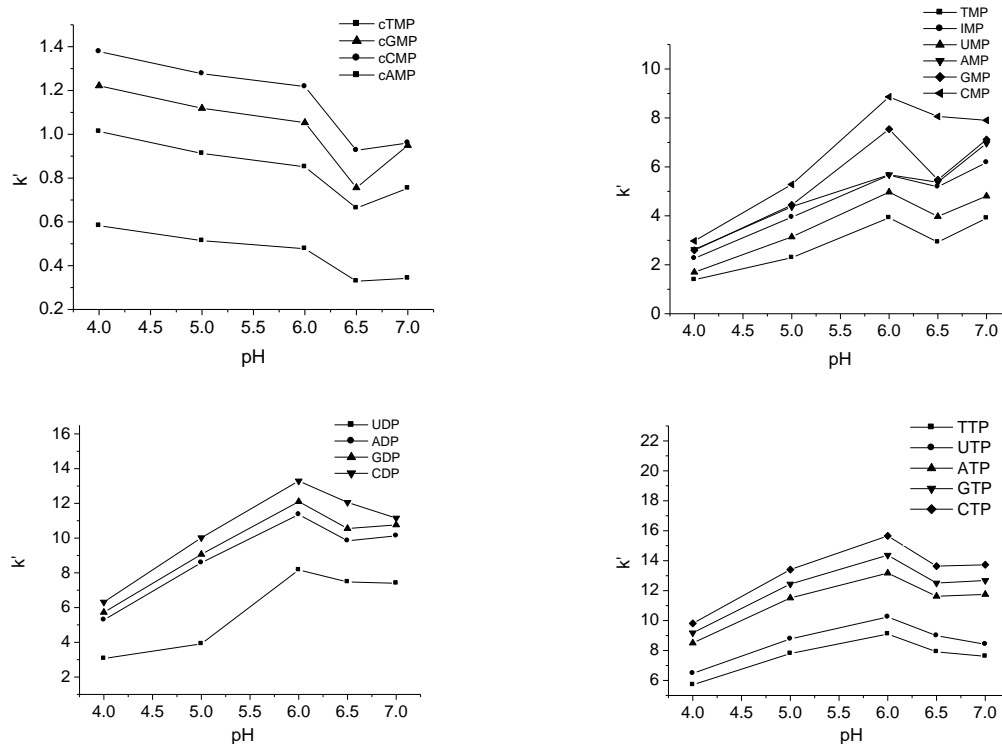 cTMP
cGMP
cCMP
cAMP
1.4
1.2
1.0
0.8
0.6
0.4
0.2
k'
4.0 4.5 5.0 5.5 6.0 6.5 7.0
pH
TMP
IMP
UMP
AMP
GMP
CMP
10
8
6
4
2
0
k'
4.0 4.5 5.0 5.5 6.0 6.5 7.0
pH
UDP
ADP
GDP
CDP
16
14
12
10
8
6
4
2
k'
4.0 4.5 5.0 5.5 6.0 6.5 7.0
pH
TTP
UTP
ATP
GTP
CTP
22
20
18
16
14
12
10
8
6
k'
4.0 4.5 5.0 5.5 6.0 6.5 7.0
pH